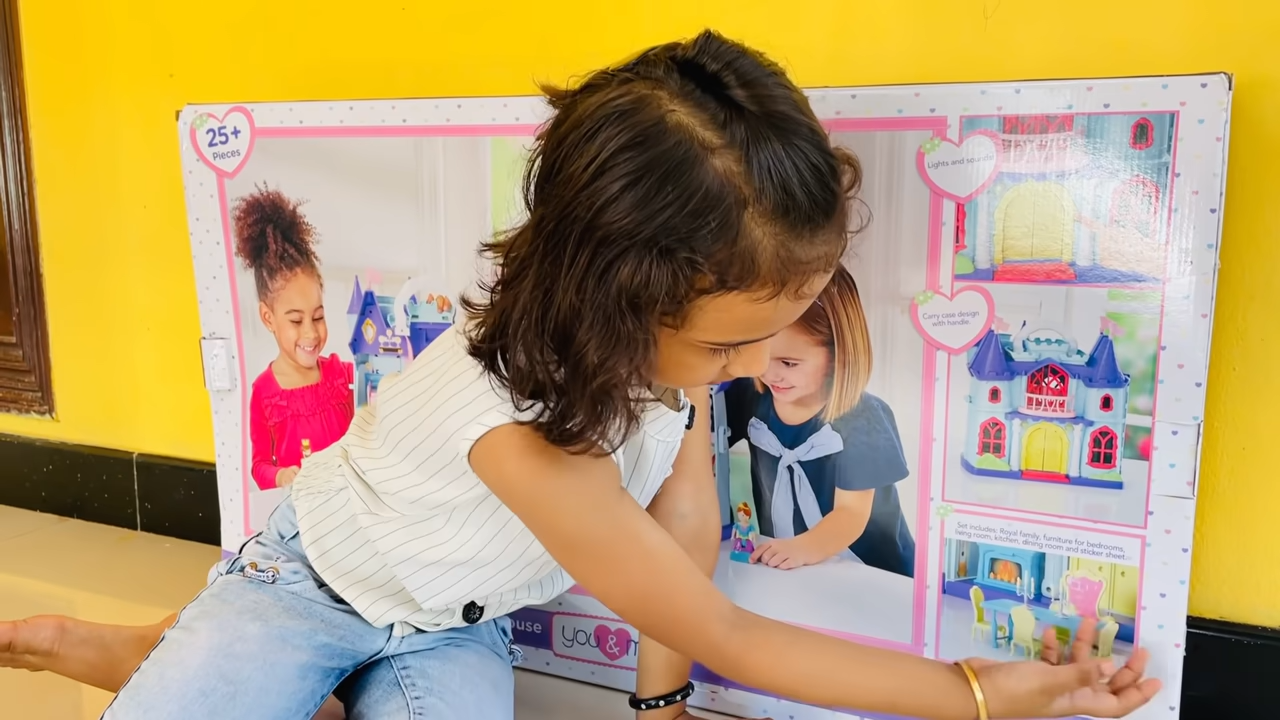 25+
Pieces
Lights and sounds!
Carry case design
with handle.
Set includes: Royal family, furniture for bedrooms,
living room, kitchen, dining room and sticker sheet.
ouse
you & m